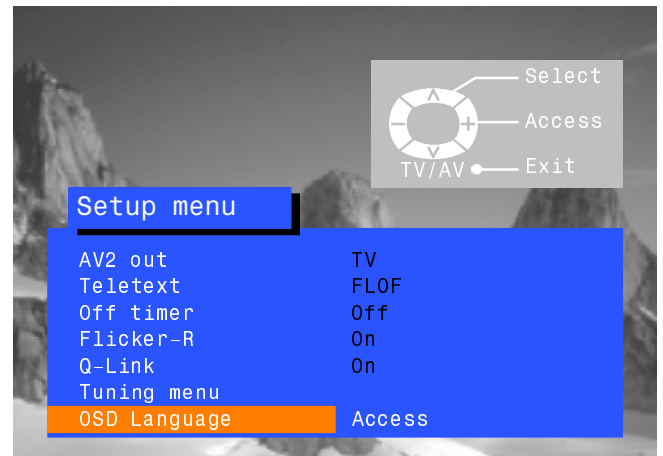 Select
Access
TV/AV Exit
Setup menu
AV2 out TV
Teletext FLOF
Off timer Off
Flicker-R On
Q-Link On
Tuning menu
OSD Language Access